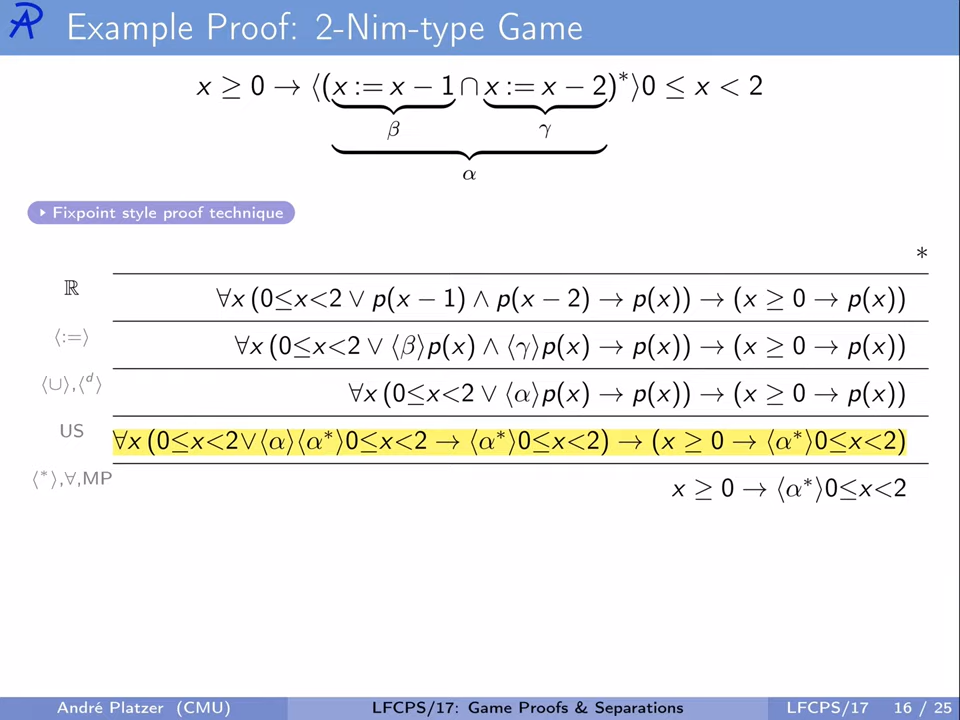 Example Proof: 2-Nim-type Game
x ≥ 0 → ⟨(x := x − 1 ∩ x := x − 2)*⟩0 ≤ x < 2
β γ
α
Fixpoint style proof technique
*
ℝ ∀x (0≤x<2 ∨ p(x − 1) ∧ p(x − 2) → p(x)) → (x ≥ 0 → p(x))
⟨:=⟩ ∀x (0≤x<2 ∨ ⟨β⟩p(x) ∧ ⟨γ⟩p(x) → p(x)) → (x ≥ 0 → p(x))
⟨∪⟩,⟨ᵈ⟩ ∀x (0≤x<2 ∨ ⟨α⟩p(x) → p(x)) → (x ≥ 0 → p(x))
US ∀x (0≤x<2∨⟨α⟩⟨α*⟩0≤x<2 → ⟨α*⟩0≤x<2) → (x ≥ 0 → ⟨α*⟩0≤x<2)
⟨*⟩,∀,MP x ≥ 0 → ⟨α*⟩0≤x<2
André Platzer (CMU) LFCPS/17: Game Proofs & Separations LFCPS/17 16 / 25